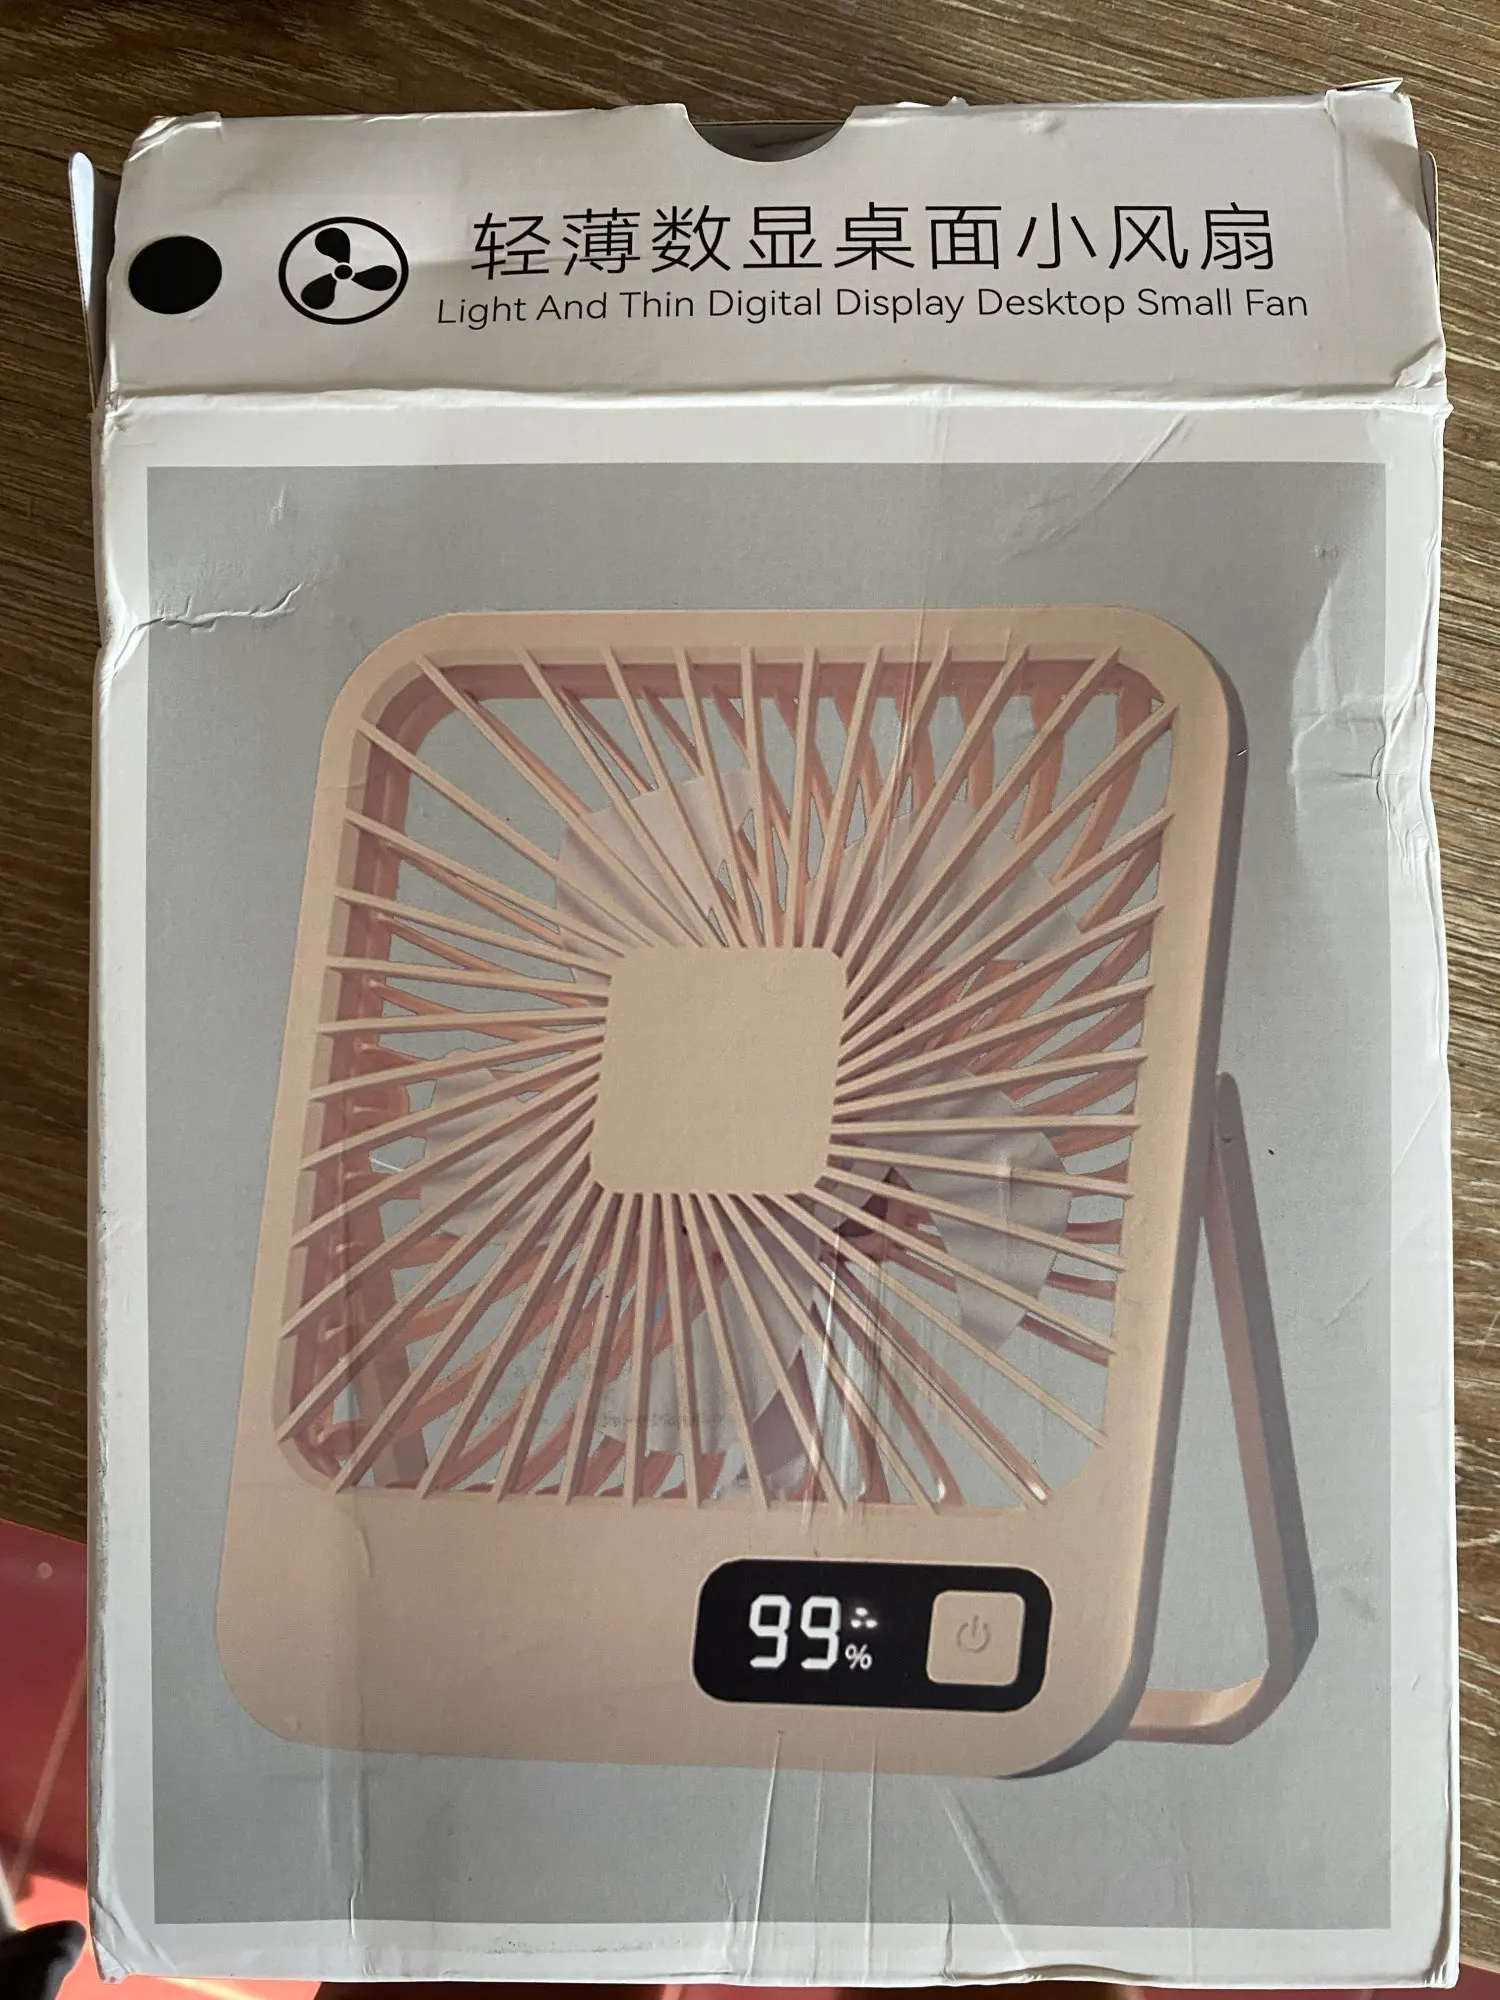 轻薄数显桌面小风扇
Light And Thin Digital Display Desktop Small Fan
99%